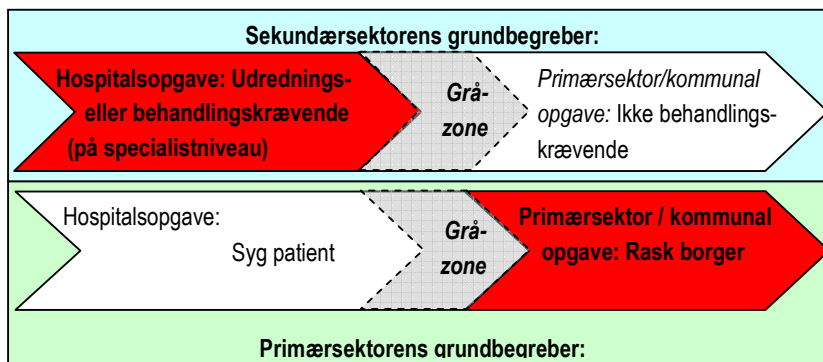 Sekundærsektorens grundbegreber:
Hospitalsopgave: Udrednings-
eller behandlingskrævende
(på specialistniveau)
Grå-
zone
Primærsektor/kommunal
opgave: Ikke behandlings-
krævende
Hospitalsopgave:
Syg patient
Grå-
zone
Primærsektor / kommunal
opgave: Rask borger
Primærsektorens grundbegreber: